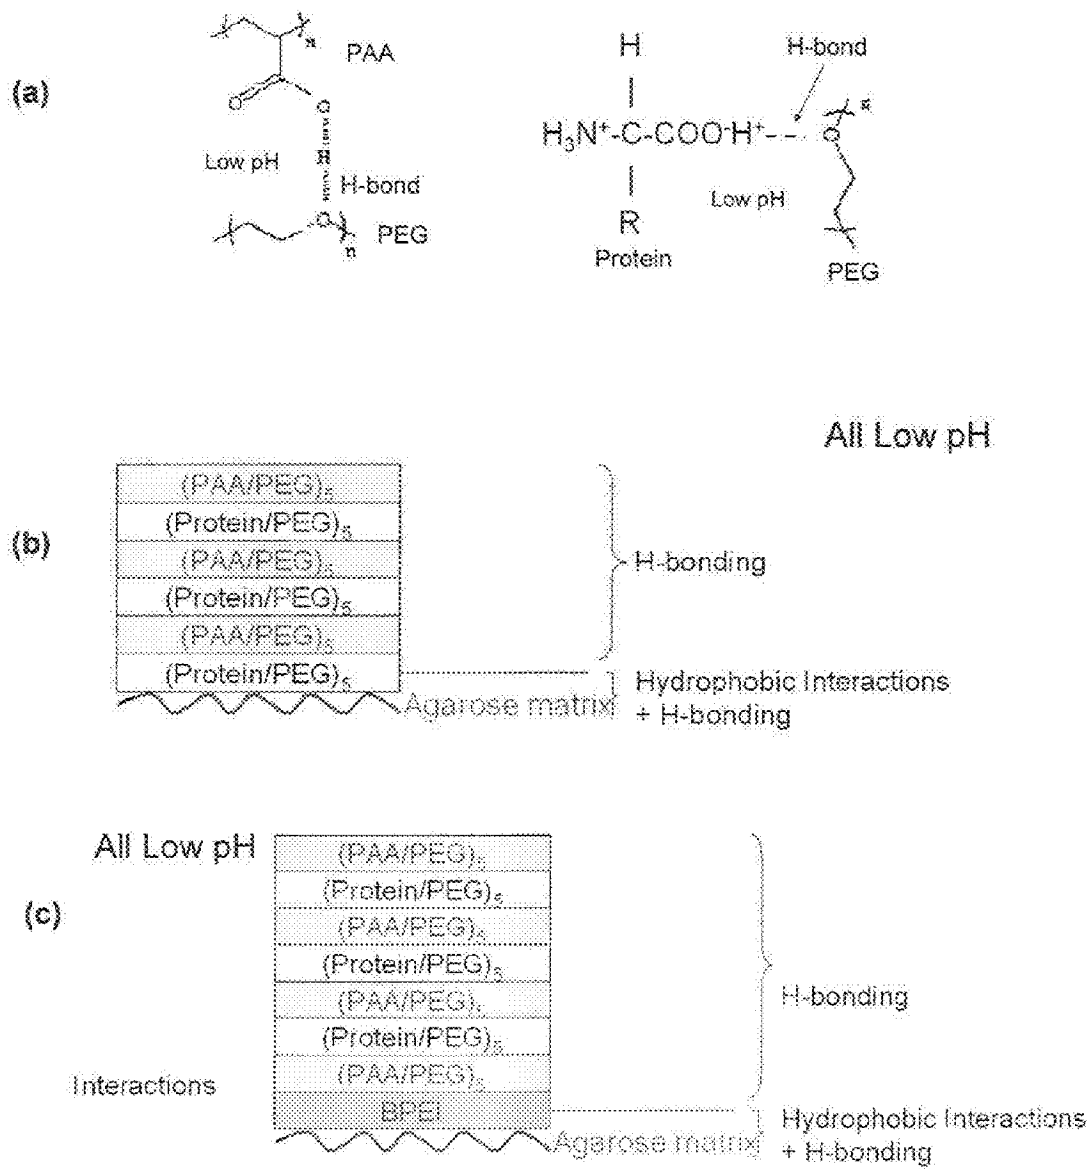 (a)
n
PAA
O
O
Low pH
H
H-bond
O
n
PEG
H
H-bond
H₃N⁺-C-COO⁻H⁺
O
Low pH
R
Protein
PEG
All Low pH
(b)
(PAA/PEG)₅
(Protein/PEG)₅
(PAA/PEG)₅
(Protein/PEG)₅
(PAA/PEG)₅
(Protein/PEG)₅
H-bonding
Agarose matrix
Hydrophobic Interactions
+ H-bonding
(c)
All Low pH
(PAA/PEG)₅
(Protein/PEG)₅
(PAA/PEG)₅
(Protein/PEG)₅
(PAA/PEG)₅
(Protein/PEG)₅
(PAA/PEG)₅
BPEI
H-bonding
Interactions
Agarose matrix
Hydrophobic Interactions
+ H-bonding